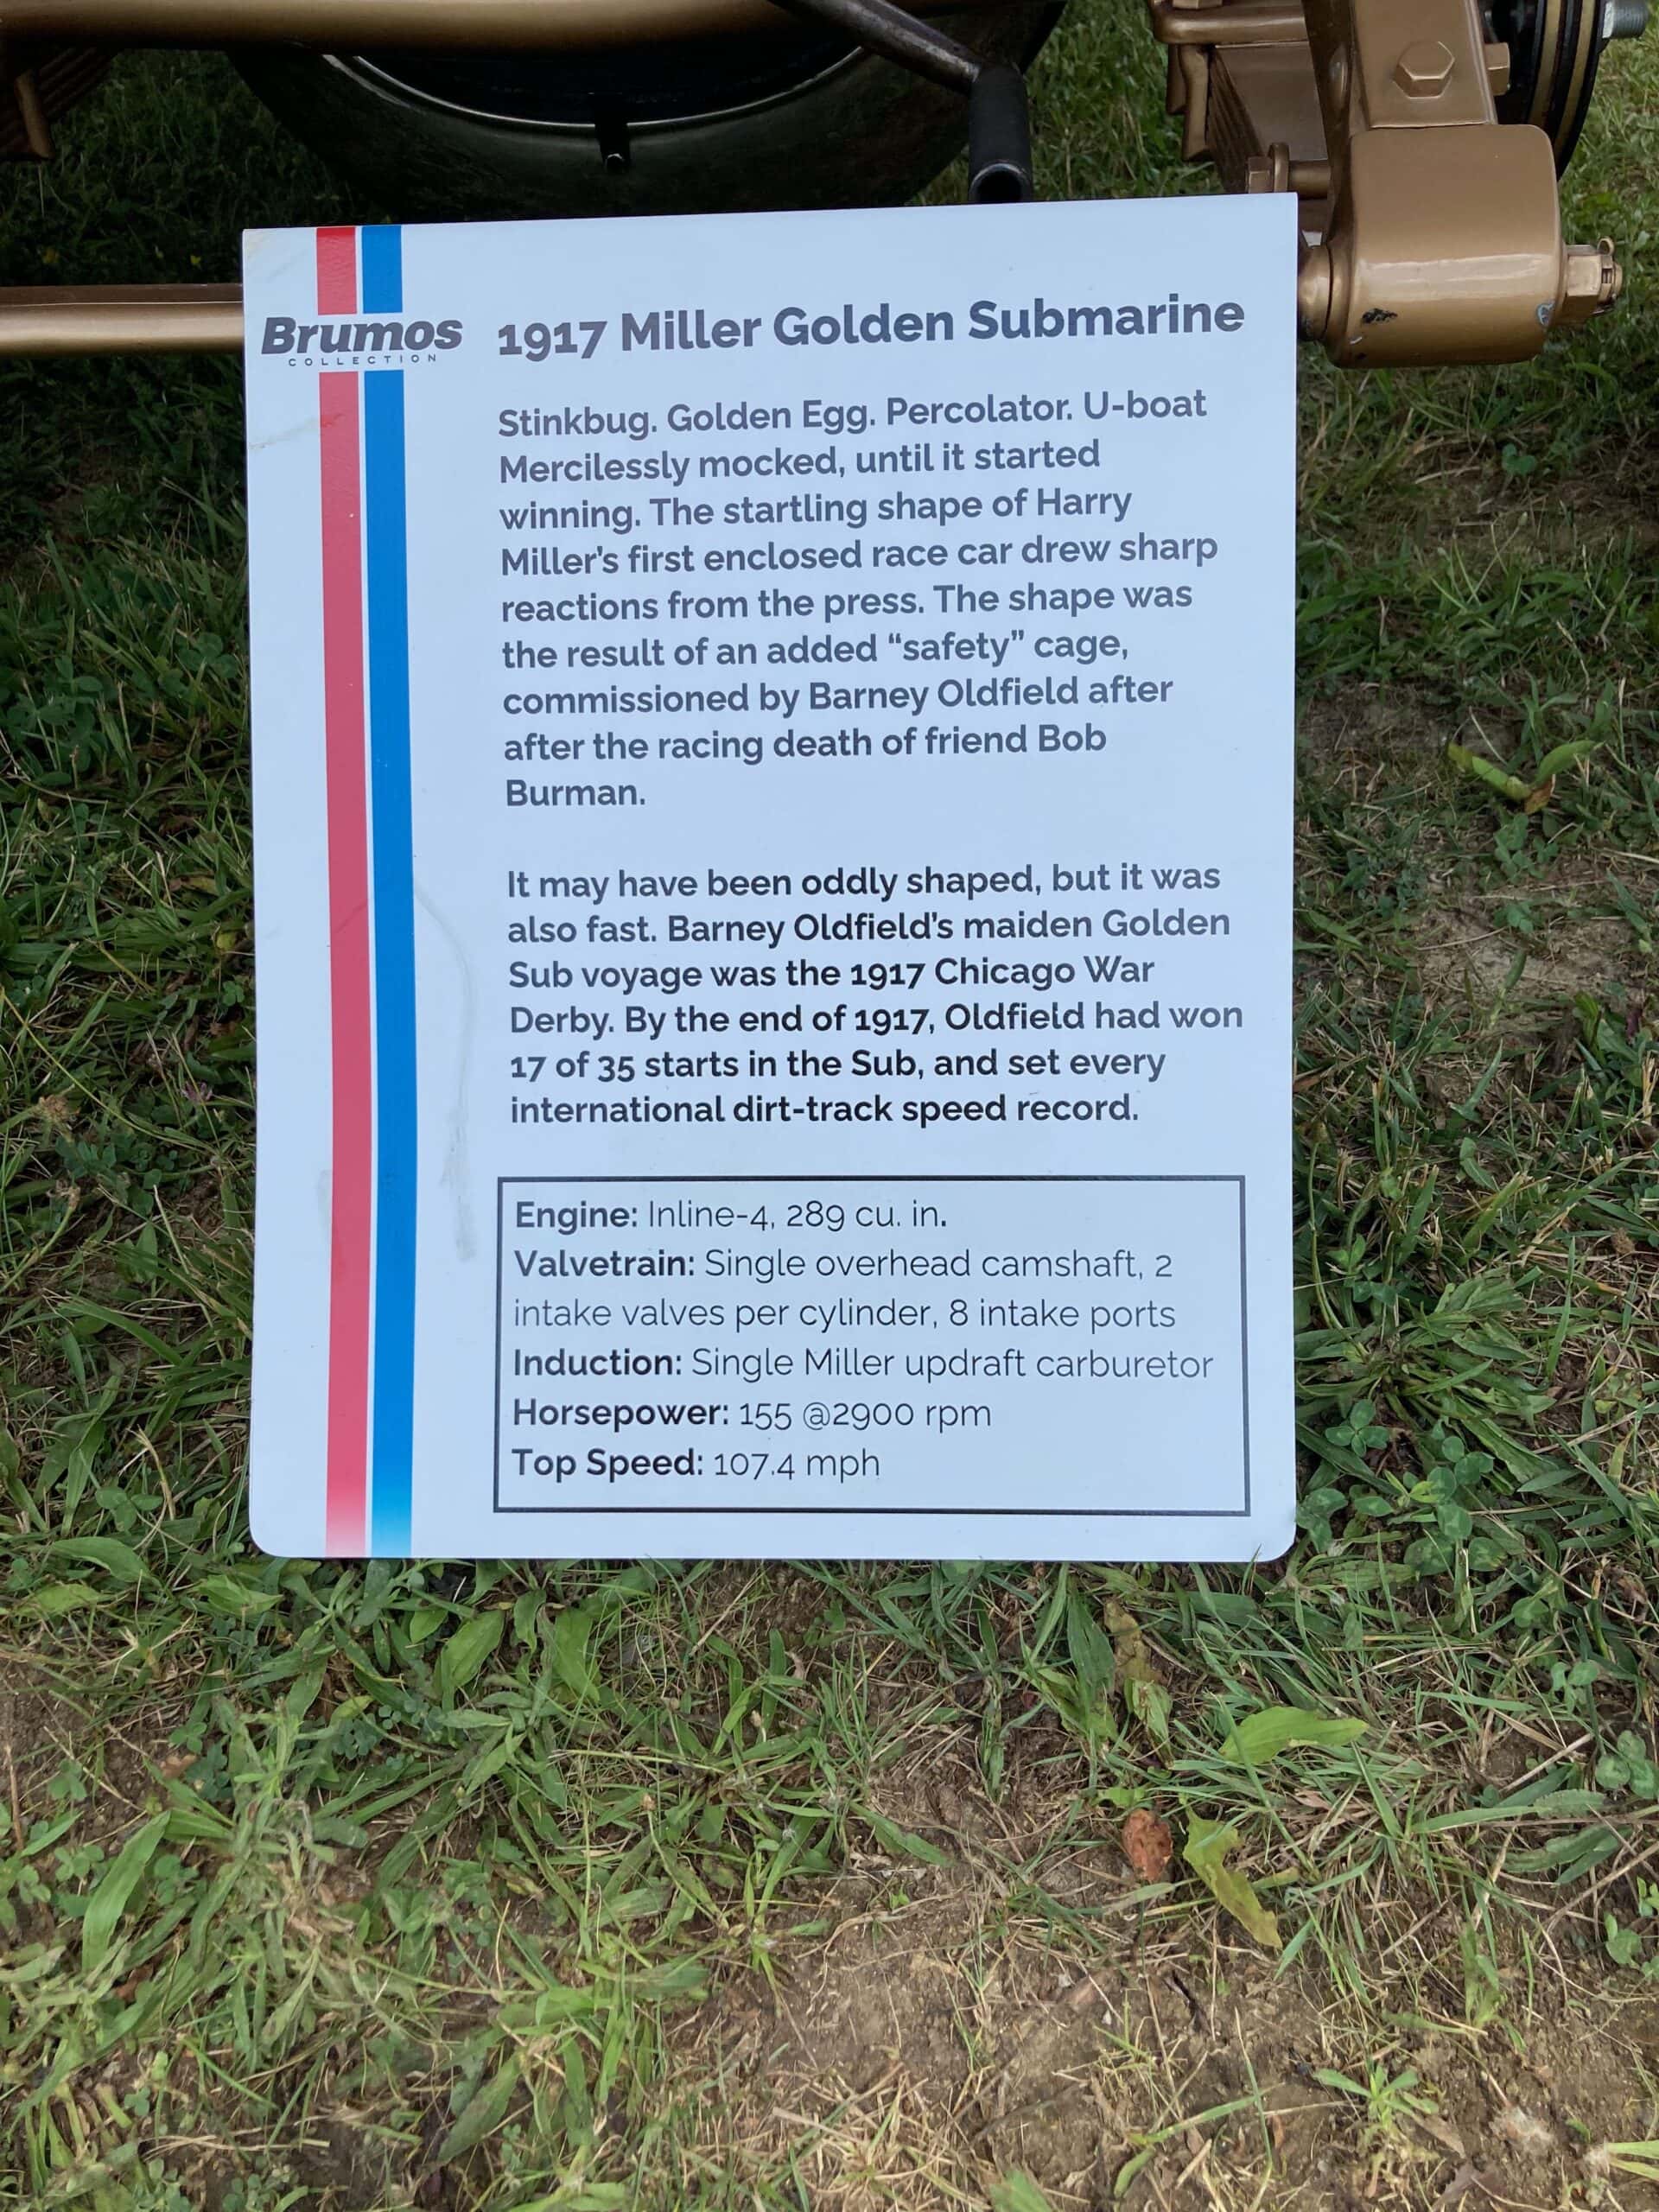 Brumos
COLLECTION
1917 Miller Golden Submarine
Stinkbug. Golden Egg. Percolator. U-boat
Mercilessly mocked, until it started
winning. The startling shape of Harry
Miller's first enclosed race car drew sharp
reactions from the press. The shape was
the result of an added “safety” cage,
commissioned by Barney Oldfield after
after the racing death of friend Bob
Burman.
It may have been oddly shaped, but it was
also fast. Barney Oldfield's maiden Golden
Sub voyage was the 1917 Chicago War
Derby. By the end of 1917, Oldfield had won
17 of 35 starts in the Sub, and set every
international dirt-track speed record.
Engine: Inline-4, 289 cu. in.
Valvetrain: Single overhead camshaft, 2
intake valves per cylinder, 8 intake ports
Induction: Single Miller updraft carburetor
Horsepower: 155 @2900 rpm
Top Speed: 107.4 mph